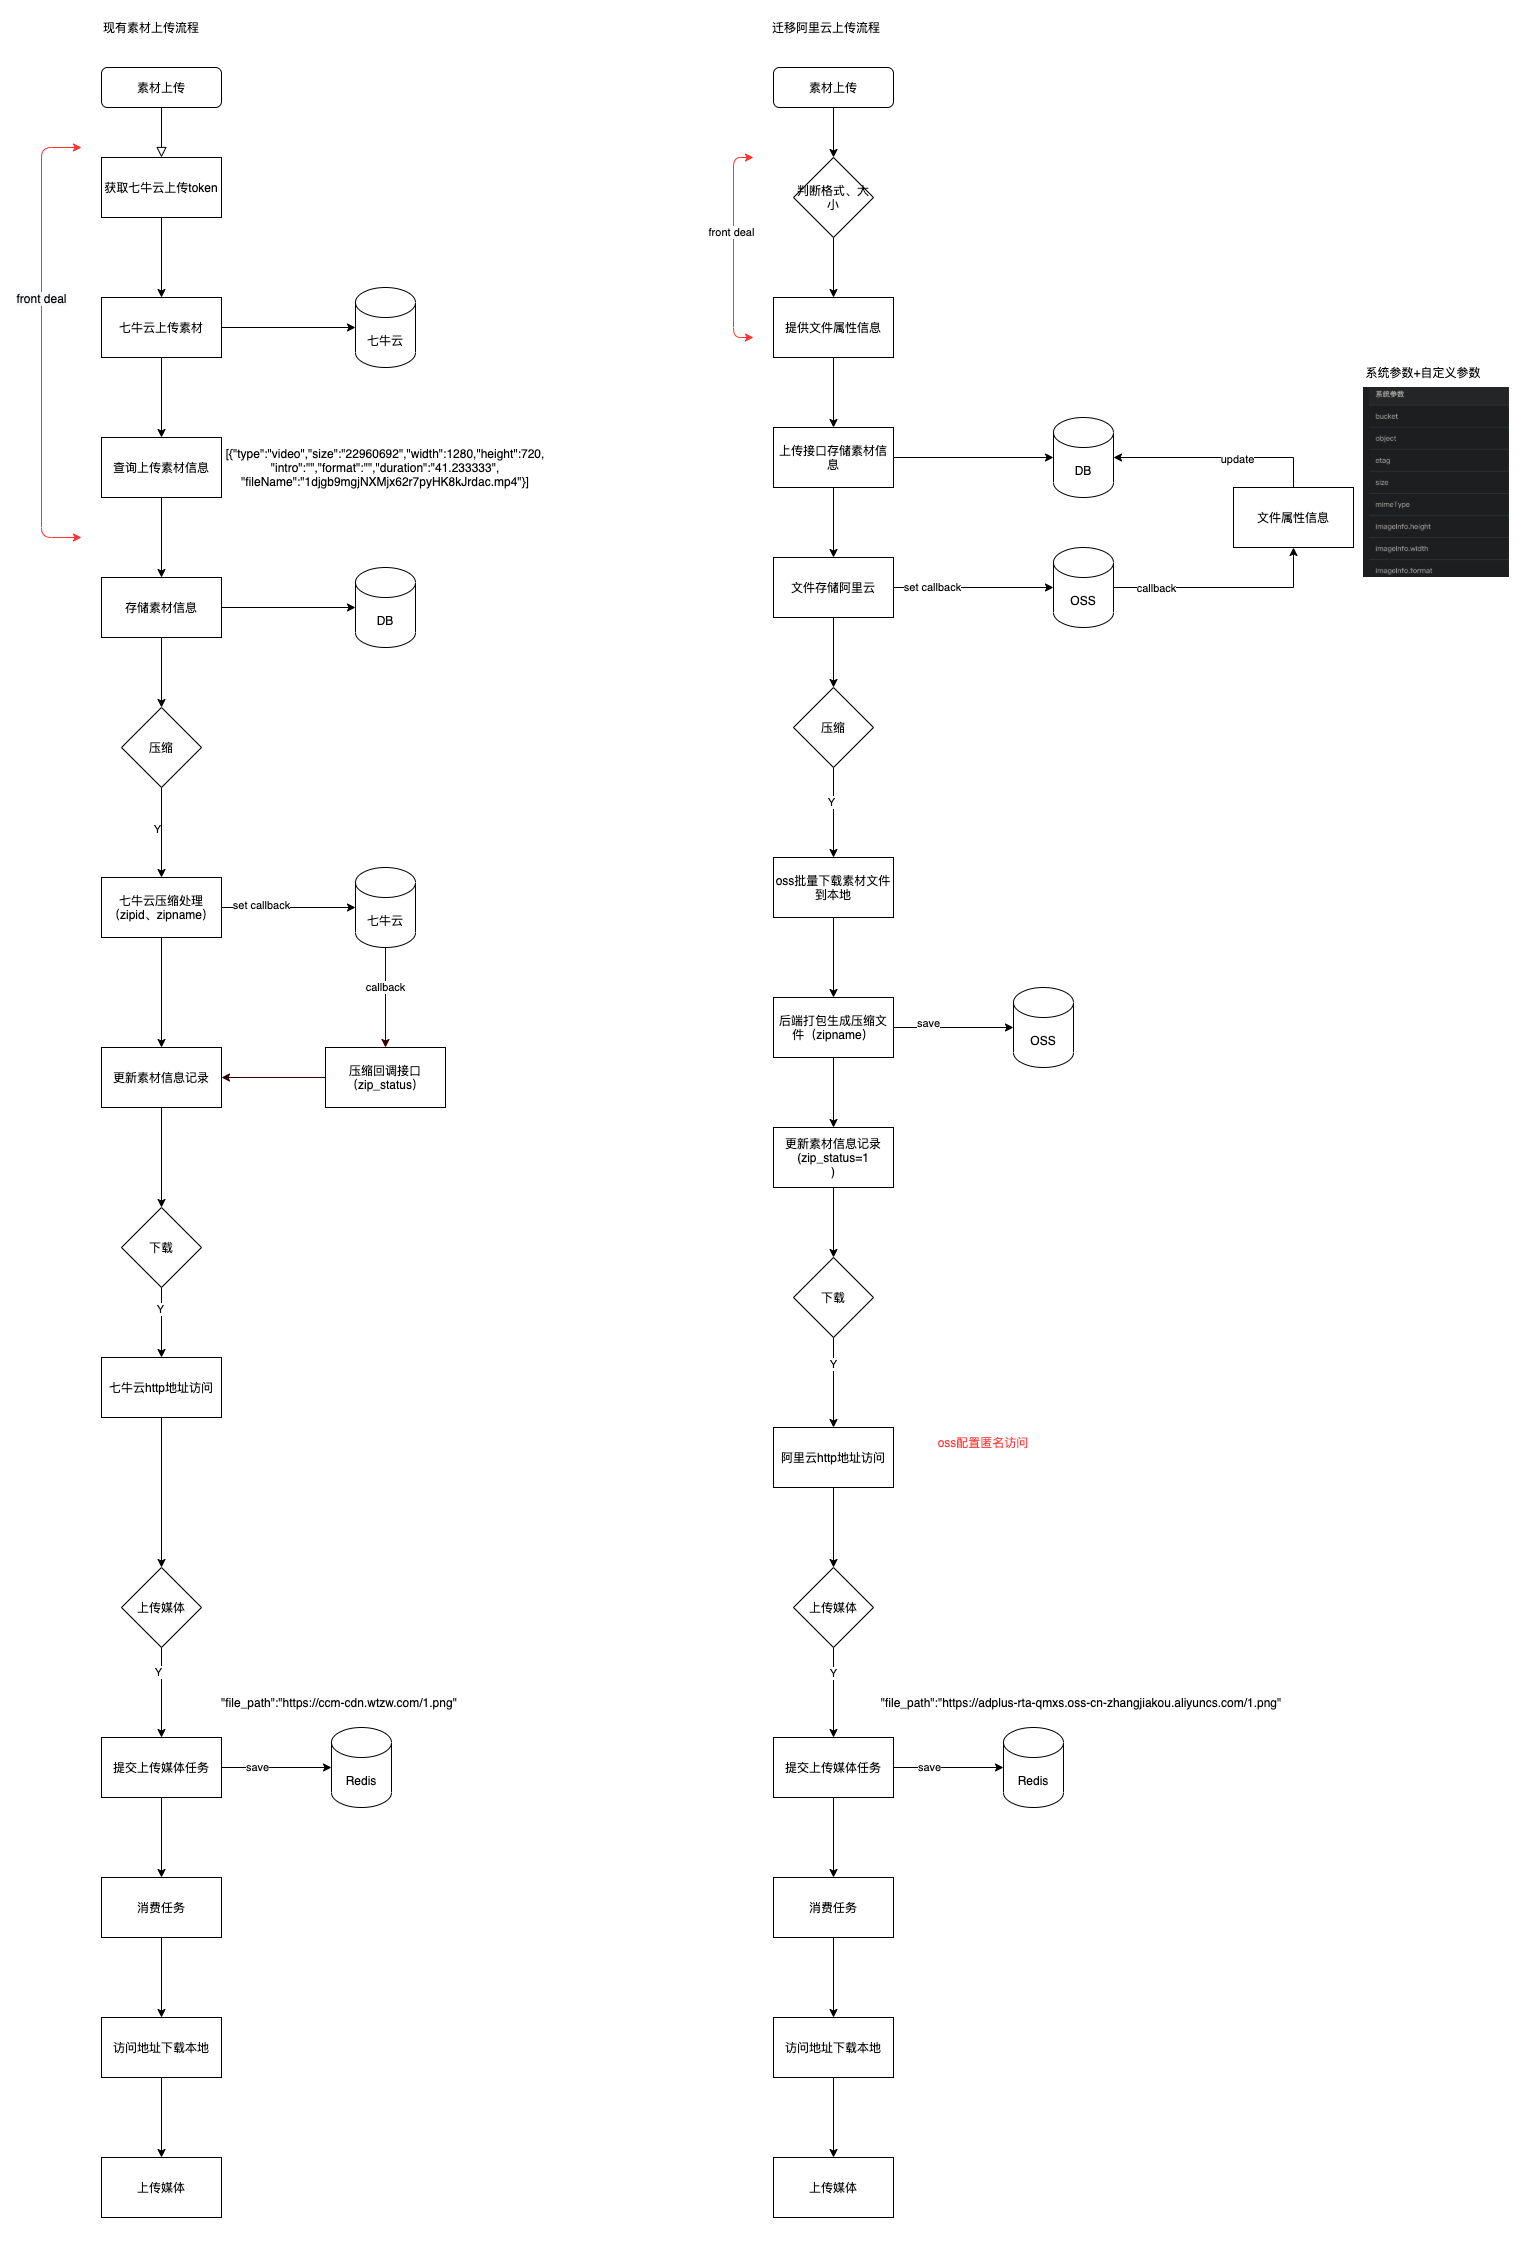 现有素材上传流程
素材上传
front deal
获取七牛云上传token
七牛云上传素材
七牛云
查询上传素材信息
[{"type":"video","size":"22960692","width":1280,"height":720,
"intro":"","format":"","duration":"41.233333",
"fileName":"1djgb9mgjNXMjx62r7pyHK8kJrdac.mp4"}]
存储素材信息
DB
压缩
Y
七牛云压缩处理
（zipid、zipname）
set callback
七牛云
callback
压缩回调接口
（zip_status）
更新素材信息记录
下载
Y
七牛云http地址访问
上传媒体
Y
"file_path":"https://ccm-cdn.wtzw.com/1.png"
提交上传媒体任务
save
Redis
消费任务
访问地址下载本地
上传媒体
迁移阿里云上传流程
素材上传
front deal
判断格式、大
小
提供文件属性信息
上传接口存储素材信
息
DB
update
文件属性信息
系统参数+自定义参数
系统参数
bucket
object
etag
size
mimeType
imageInfo.height
imageInfo.width
imageInfo.format
文件存储阿里云
set callback
OSS
callback
压缩
Y
oss批量下载素材文件
到本地
后端打包生成压缩文
件（zipname）
save
OSS
更新素材信息记录
(zip_status=1
)
下载
Y
阿里云http地址访问
oss配置匿名访问
上传媒体
Y
"file_path":"https://adplus-rta-qmxs.oss-cn-zhangjiakou.aliyuncs.com/1.png"
提交上传媒体任务
save
Redis
消费任务
访问地址下载本地
上传媒体